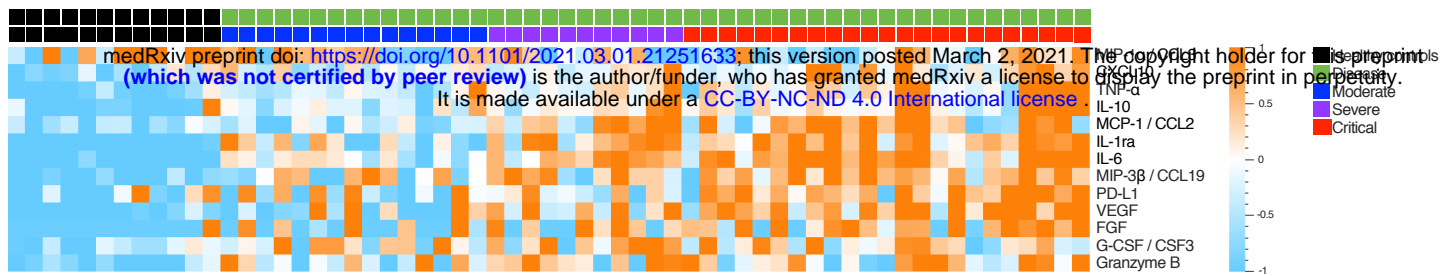 medRxiv preprint doi: https://doi.org/10.1101/2021.03.01.21251633; this version posted March 2, 2021. The copyright holder for this preprint
(which was not certified by peer review) is the author/funder, who has granted medRxiv a license to display the preprint in perpetuity.
It is made available under a CC-BY-NC-ND 4.0 International license .
CXCL10
TNF-α
IL-10
MCP-1 / CCL2
IL-1ra
IL-6
MIP-3β / CCL19
PD-L1
VEGF
FGF
G-CSF / CSF3
Granzyme B
1
0.5
0
-0.5
-1
Healthy controls
Disease
Moderate
Severe
Critical